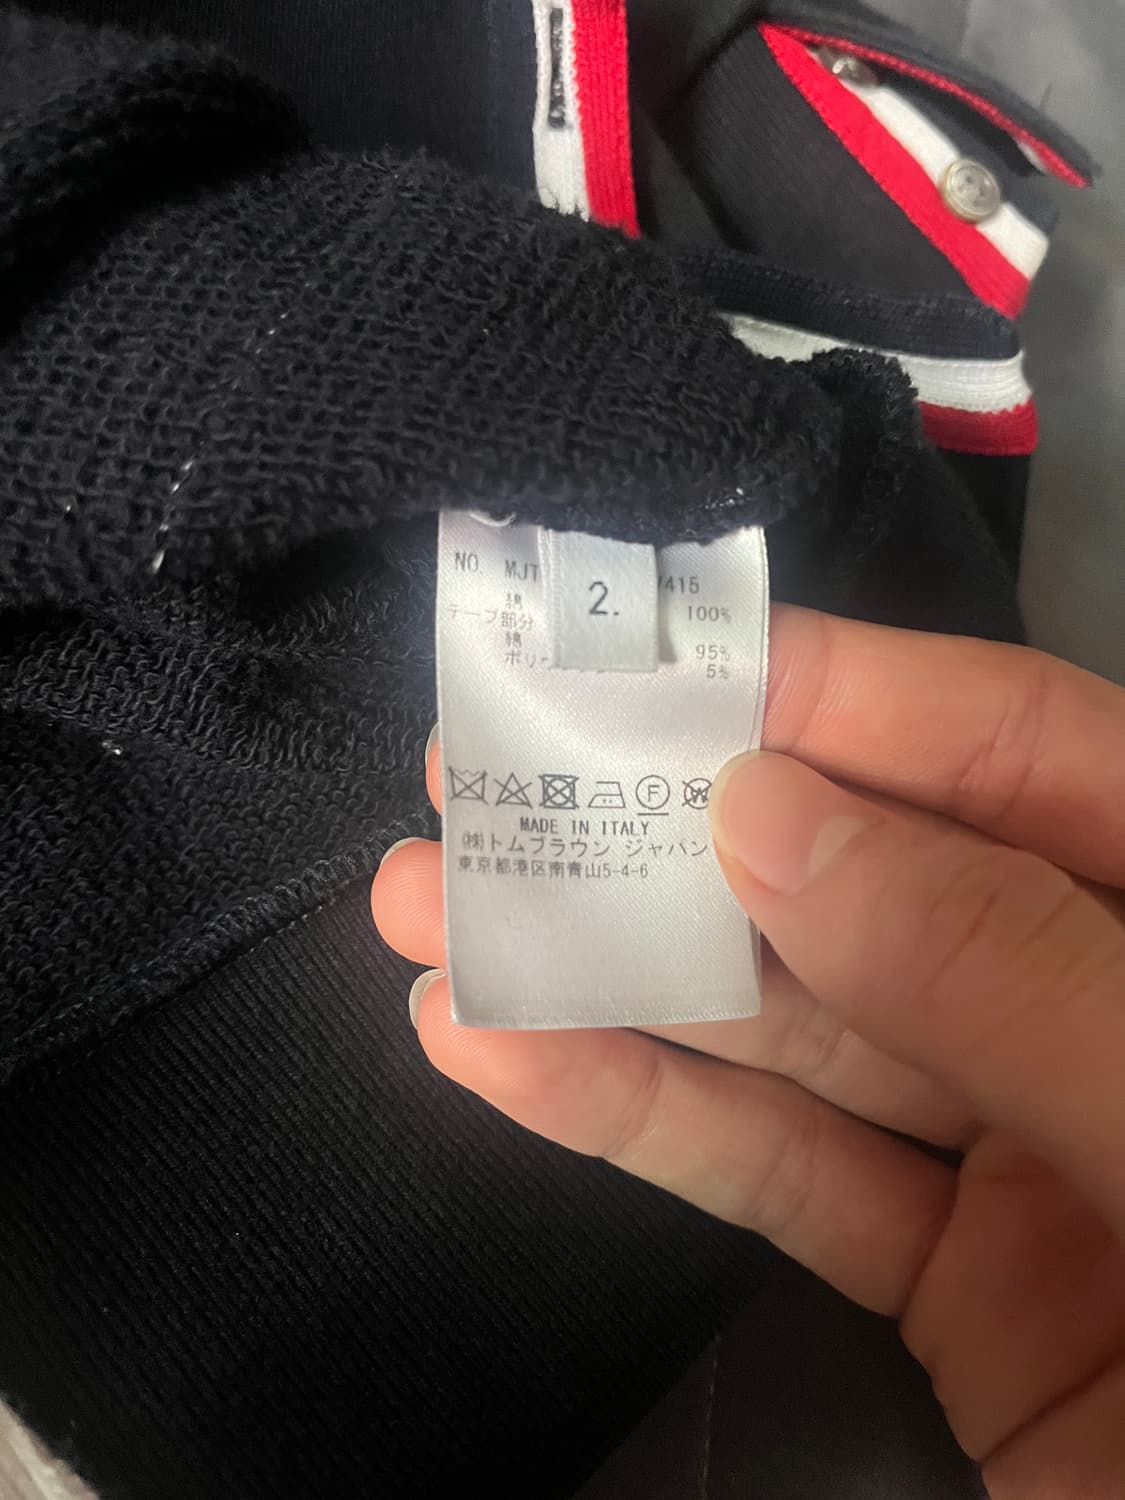 NO. MJT /415
2.
綿 100%
テープ部分
綿 95%
ポリウ 5%
F
W
MADE IN ITALY
(株)トムブラウン ジャパン
東京都港区南青山5-4-6